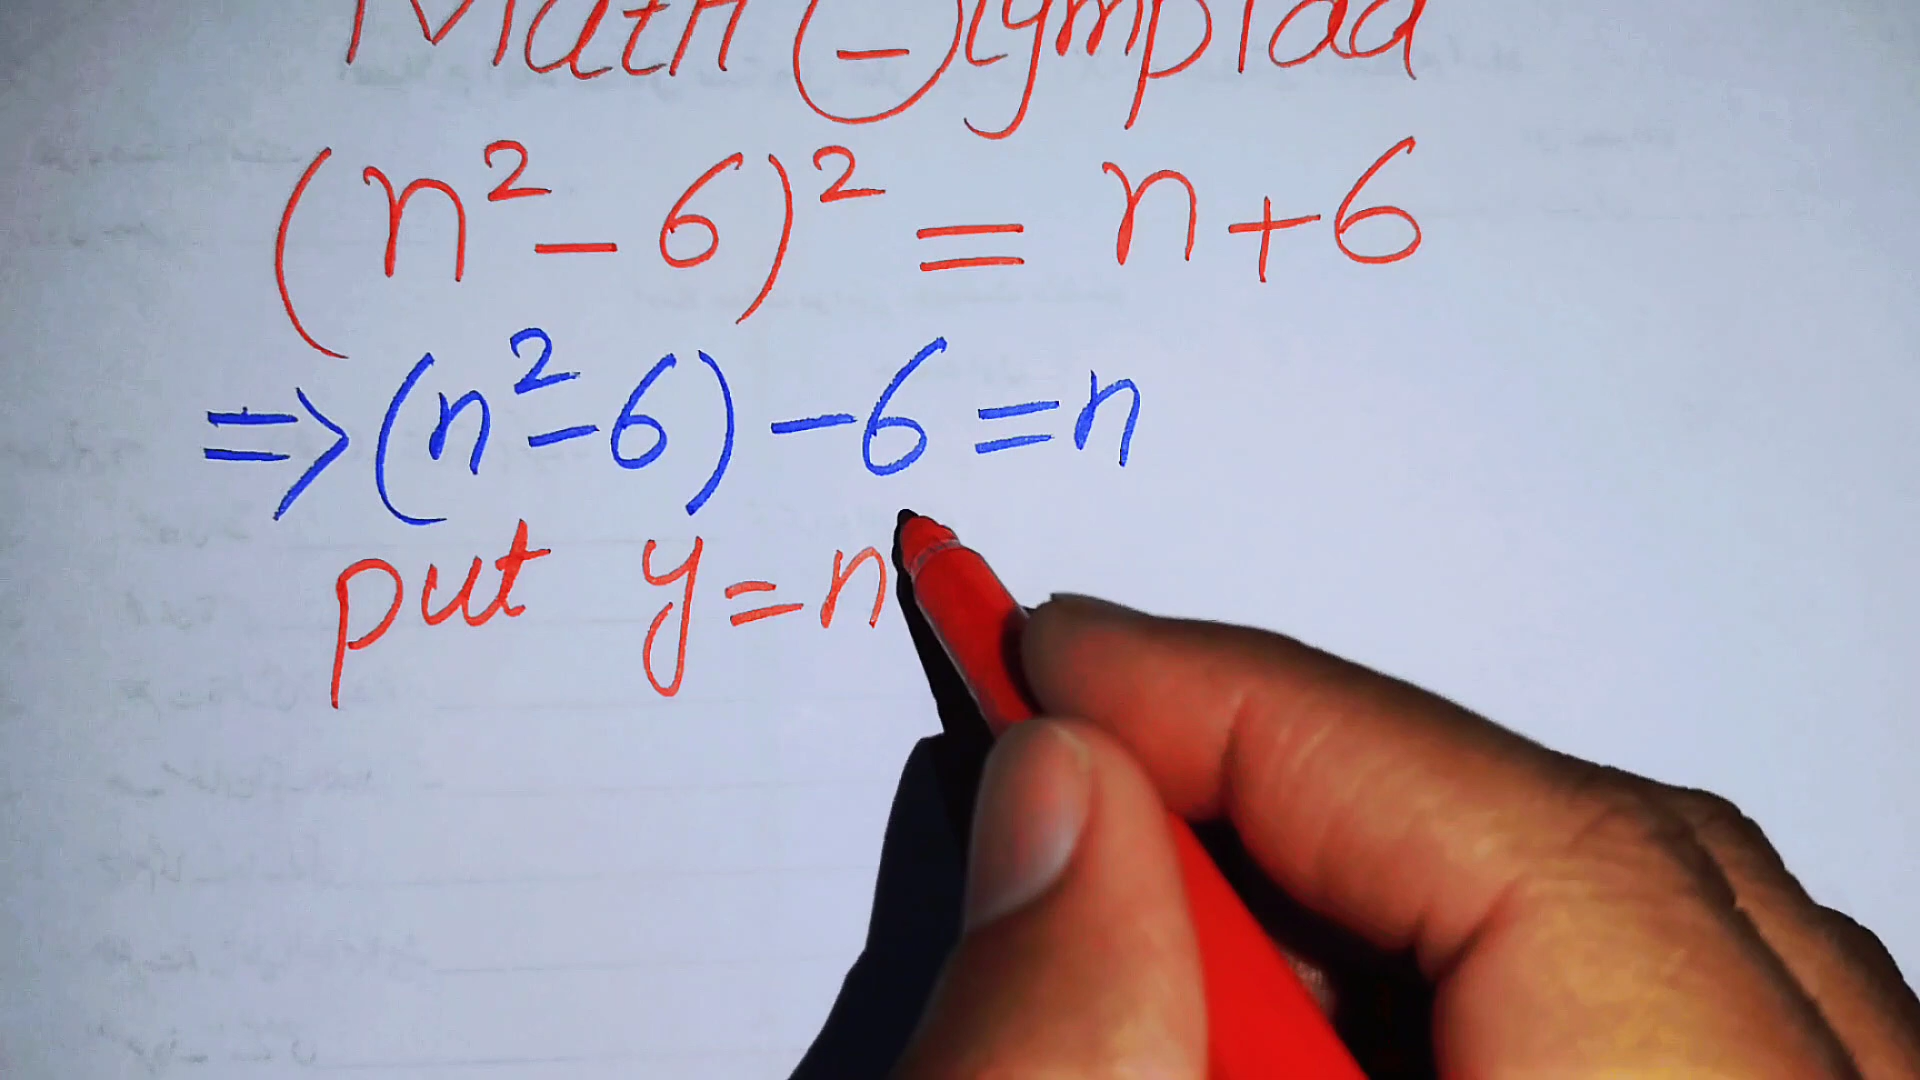 Math Olympiad
(n² - 6)² = n + 6
⇒ (n² - 6) - 6 = n
put y = n